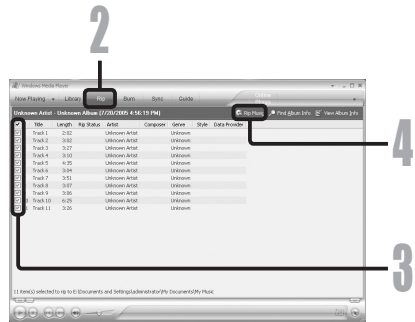 2
Windows Media Player
Now Playing Library Rip Burn Sync Guide
Unknown Artist - Unknown Album (7/20/2005 4:56:19 PM) Rip Music Find Album Info View Album Info
Title Length Rip Status Artist Composer Genre Style Data Provider
Track 1 2:02 Unknown Artist Unknown
Track 2 3:02 Unknown Artist Unknown
Track 3 3:27 Unknown Artist Unknown
Track 4 3:03 Unknown Artist Unknown
Track 5 4:35 Unknown Artist Unknown
Track 6 3:04 Unknown Artist Unknown
Track 7 3:51 Unknown Artist Unknown
Track 8 3:07 Unknown Artist Unknown
Track 9 3:06 Unknown Artist Unknown
Track 10 6:25 Unknown Artist Unknown
Track 11 3:26 Unknown Artist Unknown
4
3
11 item(s) selected to rip to E:\Documents and Settings\administrator\My Documents\My Music